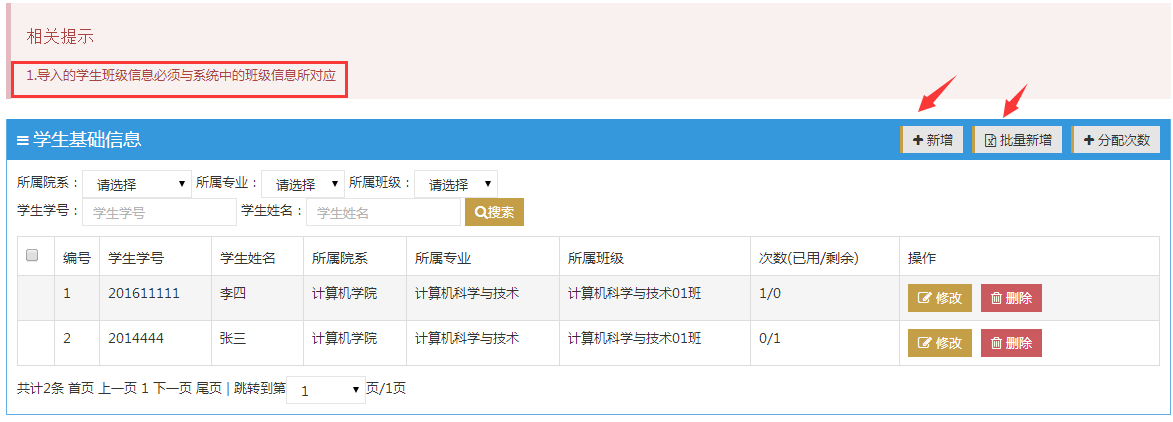 相关提示
1.导入的学生班级信息必须与系统中的班级信息所对应
学生基础信息 新增 批量新增 分配次数
所属院系： 请选择 所属专业： 请选择 所属班级： 请选择
学生学号： 学生学号 学生姓名： 学生姓名 搜索
编号 学生学号 学生姓名 所属院系 所属专业 所属班级 次数(已用/剩余) 操作
1 201611111 李四 计算机学院 计算机科学与技术 计算机科学与技术01班 1/0 修改 删除
2 2014444 张三 计算机学院 计算机科学与技术 计算机科学与技术01班 0/1 修改 删除
共计2条 首页 上一页 1 下一页 尾页 | 跳转到第 1 页/1页